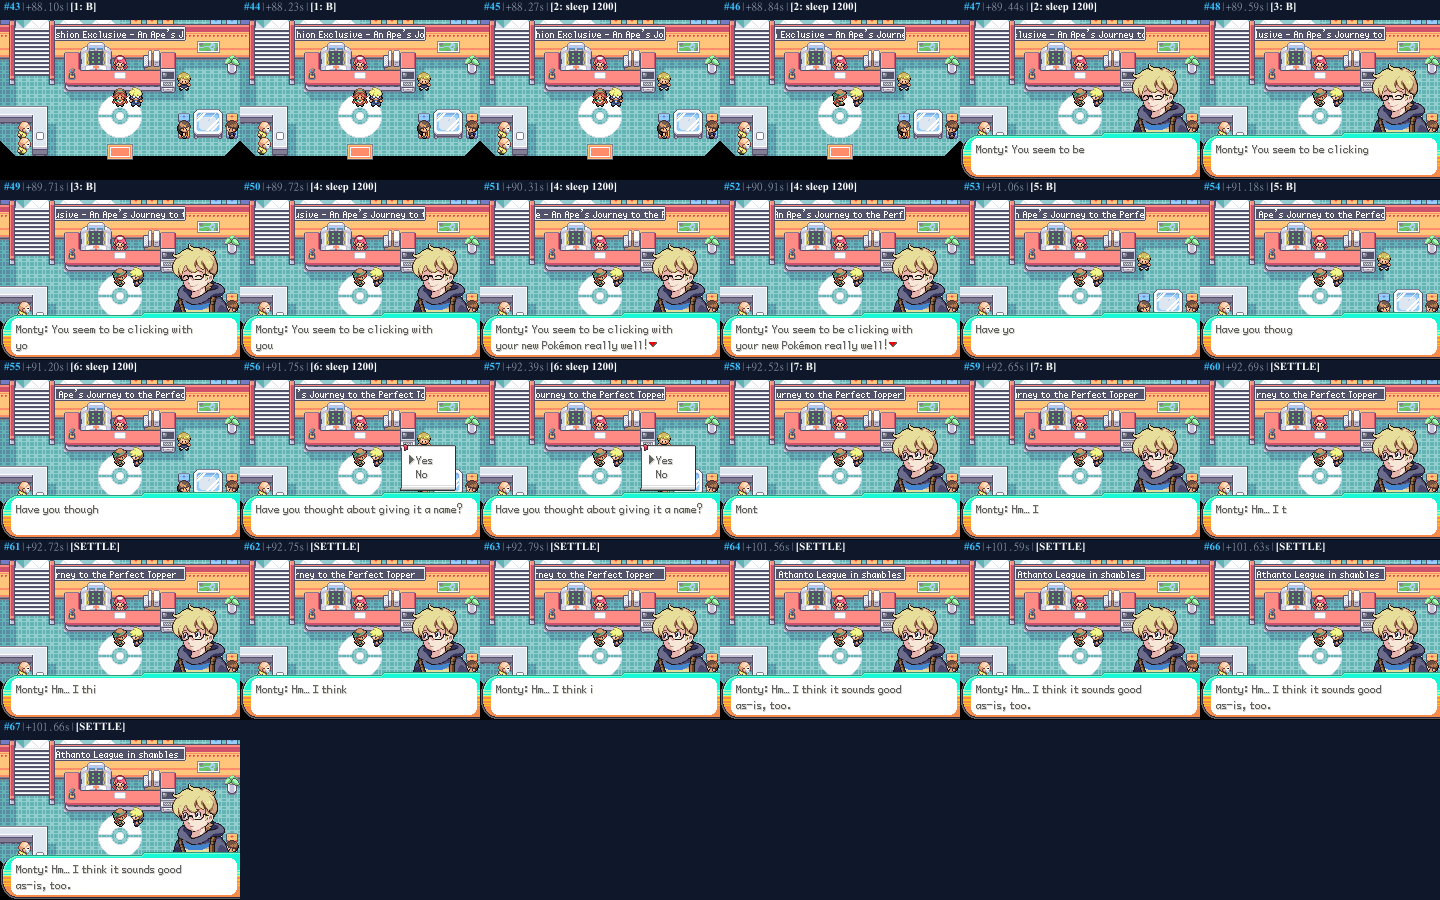 #43|+88.10s|[1: B]
shion Exclusive - An Ape's J
#44|+88.23s|[1: B]
hion Exclusive - An Ape's Jo
#45|+88.27s|[2: sleep 1200]
hion Exclusive - An Ape's Jo
#46|+88.84s|[2: sleep 1200]
Exclusive - An Ape's Journe
#47|+89.44s|[2: sleep 1200]
lusive - An Ape's Journey to
Monty: You seem to be
#48|+89.59s|[3: B]
usive - An Ape's Journey to
Monty: You seem to be clicking
#49|+89.71s|[3: B]
usive - An Ape's Journey to
Monty: You seem to be clicking with
yo
#50|+89.72s|[4: sleep 1200]
usive - An Ape's Journey to
Monty: You seem to be clicking with
you
#51|+90.31s|[4: sleep 1200]
e - An Ape's Journey to the P
Monty: You seem to be clicking with
your new Pokémon really well!
#52|+90.91s|[4: sleep 1200]
An Ape's Journey to the Perf
Monty: You seem to be clicking with
your new Pokémon really well!
#53|+91.06s|[5: B]
n Ape's Journey to the Perfe
Have yo
#54|+91.18s|[5: B]
Ape's Journey to the Perfec
Have you thoug
#55|+91.20s|[6: sleep 1200]
Ape's Journey to the Perfec
Have you though
#56|+91.75s|[6: sleep 1200]
's Journey to the Perfect To
Yes
No
Have you thought about giving it a name?
#57|+92.39s|[6: sleep 1200]
ourney to the Perfect Topper
Yes
No
Have you thought about giving it a name?
#58|+92.52s|[7: B]
urney to the Perfect Topper
Mont
#59|+92.65s|[7: B]
rney to the Perfect Topper
Monty: Hm... I
#60|+92.69s|[SETTLE]
rney to the Perfect Topper
Monty: Hm... I t
#61|+92.72s|[SETTLE]
rney to the Perfect Topper
Monty: Hm... I thi
#62|+92.75s|[SETTLE]
rney to the Perfect Topper
Monty: Hm... I think
#63|+92.79s|[SETTLE]
ney to the Perfect Topper
Monty: Hm... I think i
#64|+101.56s|[SETTLE]
Athanto League in shambles
Monty: Hm... I think it sounds good
as-is, too.
#65|+101.59s|[SETTLE]
Athanto League in shambles
Monty: Hm... I think it sounds good
as-is, too.
#66|+101.63s|[SETTLE]
Athanto League in shambles
Monty: Hm... I think it sounds good
as-is, too.
#67|+101.66s|[SETTLE]
Athanto League in shambles
Monty: Hm... I think it sounds good
as-is, too.